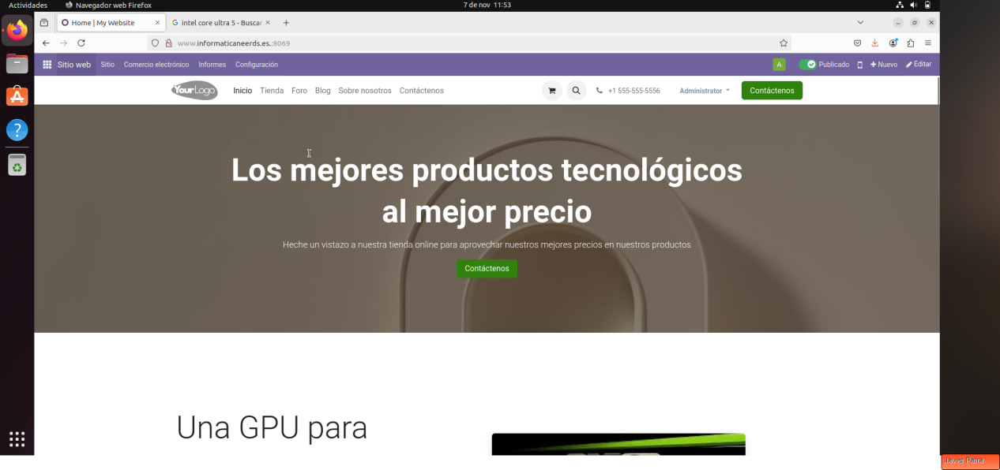 Actividades
Navegador web Firefox
7 de nov 11:53
Home | My Website
intel core ultra 5 - Buscar
www.informaticaneerds.es.:8069
Sitio web
Sitio
Comercio electrónico
Informes
Configuración
A
Publicado
Nuevo
Editar
YourLogo
Inicio
Tienda
Foro
Blog
Sobre nosotros
Contáctenos
+1 555-555-5556
Administrator
Contáctenos
Los mejores productos tecnológicos
al mejor precio
Heche un vistazo a nuestra tienda online para aprovechar nuestros mejores precios en nuestros productos
Contáctenos
Una GPU para
Javier Parra